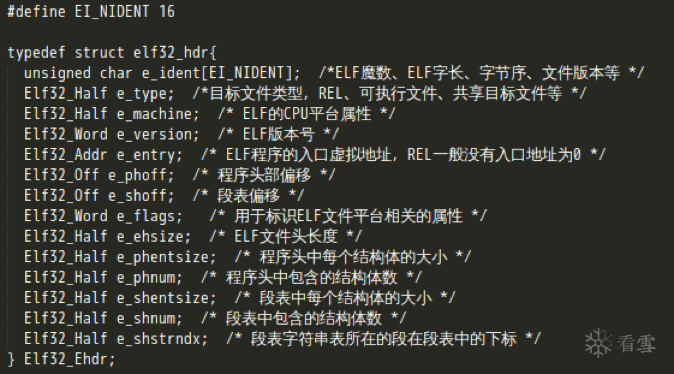 #define EI_NIDENT 16
typedef struct elf32_hdr{
unsigned char e_ident[EI_NIDENT];  /*ELF魔数、ELF字长、字节序、文件版本等 */
Elf32_Half e_type;  /*目标文件类型，REL、可执行文件、共享目标文件等 */
Elf32_Half e_machine;  /* ELF的CPU平台属性 */
Elf32_Word e_version;  /* ELF版本号 */
Elf32_Addr e_entry;  /* ELF程序的入口虚拟地址，REL一般没有入口地址为0 */
Elf32_Off e_phoff;  /* 程序头部偏移 */
Elf32_Off e_shoff;  /* 段表偏移 */
Elf32_Word e_flags;   /* 用于标识ELF文件平台相关的属性 */
Elf32_Half e_ehsize;  /* ELF文件头长度 */
Elf32_Half e_phentsize;  /* 程序头中每个结构体的大小 */
Elf32_Half e_phnum;  /* 程序头中包含的结构体数 */
Elf32_Half e_shentsize;  /* 段表中每个结构体的大小 */
Elf32_Half e_shnum;  /* 段表中包含的结构体数 */
Elf32_Half e_shstrndx;  /* 段表字符串表所在的段在段表中的下标 */
} Elf32_Ehdr;
看雪